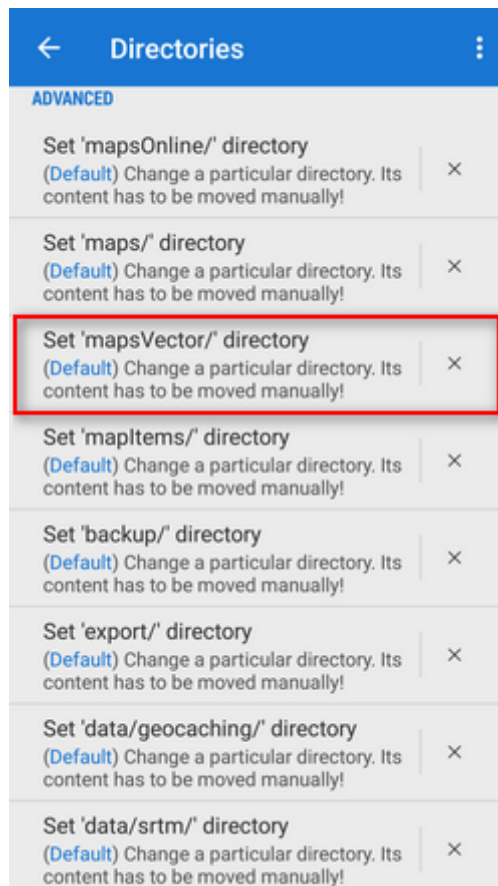 Directories
ADVANCED
Set 'mapsOnline/' directory
(Default) Change a particular directory. Its
content has to be moved manually!
Set 'maps/' directory
(Default) Change a particular directory. Its
content has to be moved manually!
Set 'mapsVector/' directory
(Default) Change a particular directory. Its
content has to be moved manually!
Set 'mapItems/' directory
(Default) Change a particular directory. Its
content has to be moved manually!
Set 'backup/' directory
(Default) Change a particular directory. Its
content has to be moved manually!
Set 'export/' directory
(Default) Change a particular directory. Its
content has to be moved manually!
Set 'data/geocaching/' directory
(Default) Change a particular directory. Its
content has to be moved manually!
Set 'data/srtm/' directory
(Default) Change a particular directory. Its
content has to be moved manually!